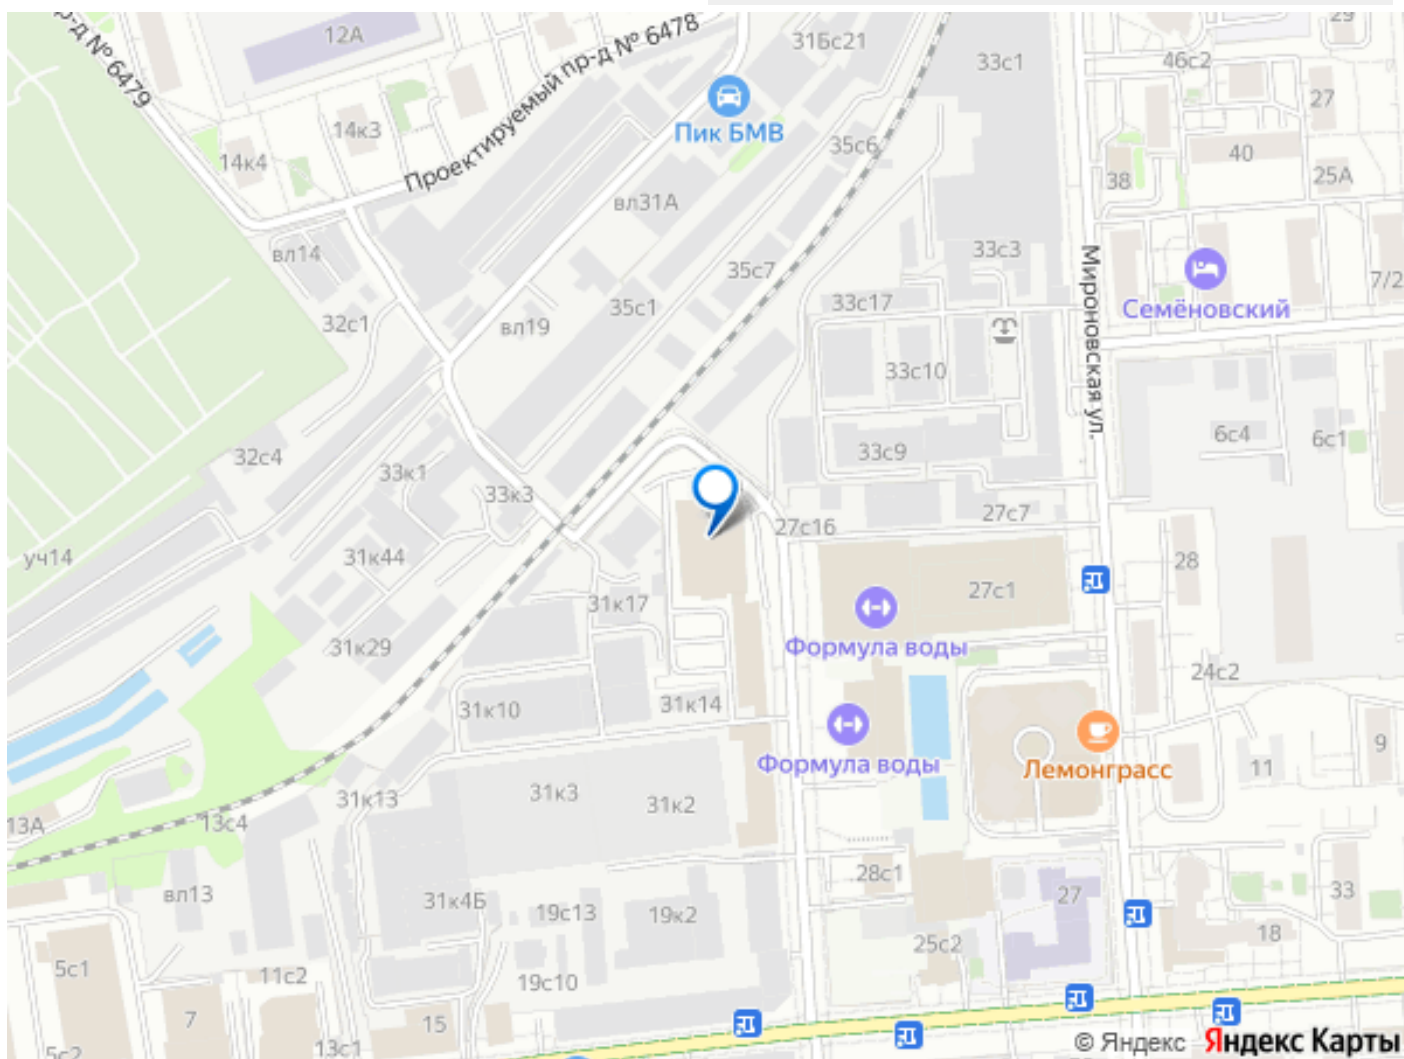 12А
пр-д № 6479
Проектируемый пр-д № 6478
31Бс21
33с1
29
46с2
27
Пик БМВ
14к3
14к4
35с6
40
38
25А
вл31А
вл14
33с3
Мироновская ул.
35с7
Семёновский
7/2
33с17
35с1
32с1
вл19
33с10
6с4
6с1
33с9
32с4
33к1
33к3
27с7
27с16
уч14
31к44
28
27с1
31к17
Формула воды
31к29
24с2
31к14
31к10
9
Формула воды
Лемонграсс
11
31к3
31к2
31к13
13А
13с4
28с1
вл13
27
33
31к4Б
19с13
19к2
18
25с2
5с1
11с2
19с10
7
15
13с1
5с2
© Яндекс Яндекс Карты